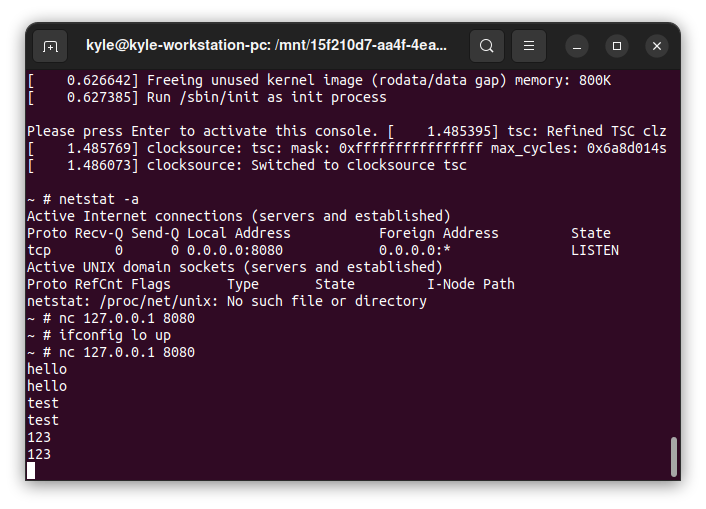 kyle@kyle-workstation-pc: /mnt/15f210d7-aa4f-4ea...
[    0.626642] Freeing unused kernel image (rodata/data gap) memory: 800K
[    0.627385] Run /sbin/init as init process
Please press Enter to activate this console. [    1.485395] tsc: Refined TSC clz
[    1.485769] clocksource: tsc: mask: 0xffffffffffffffff max_cycles: 0x6a8d014s
[    1.486073] clocksource: Switched to clocksource tsc
~ # netstat -a
Active Internet connections (servers and established)
Proto Recv-Q Send-Q Local Address           Foreign Address         State
tcp        0      0 0.0.0.0:8080            0.0.0.0:*               LISTEN
Active UNIX domain sockets (servers and established)
Proto RefCnt Flags       Type       State         I-Node Path
netstat: /proc/net/unix: No such file or directory
~ # nc 127.0.0.1 8080
~ # ifconfig lo up
~ # nc 127.0.0.1 8080
hello
hello
test
test
123
123